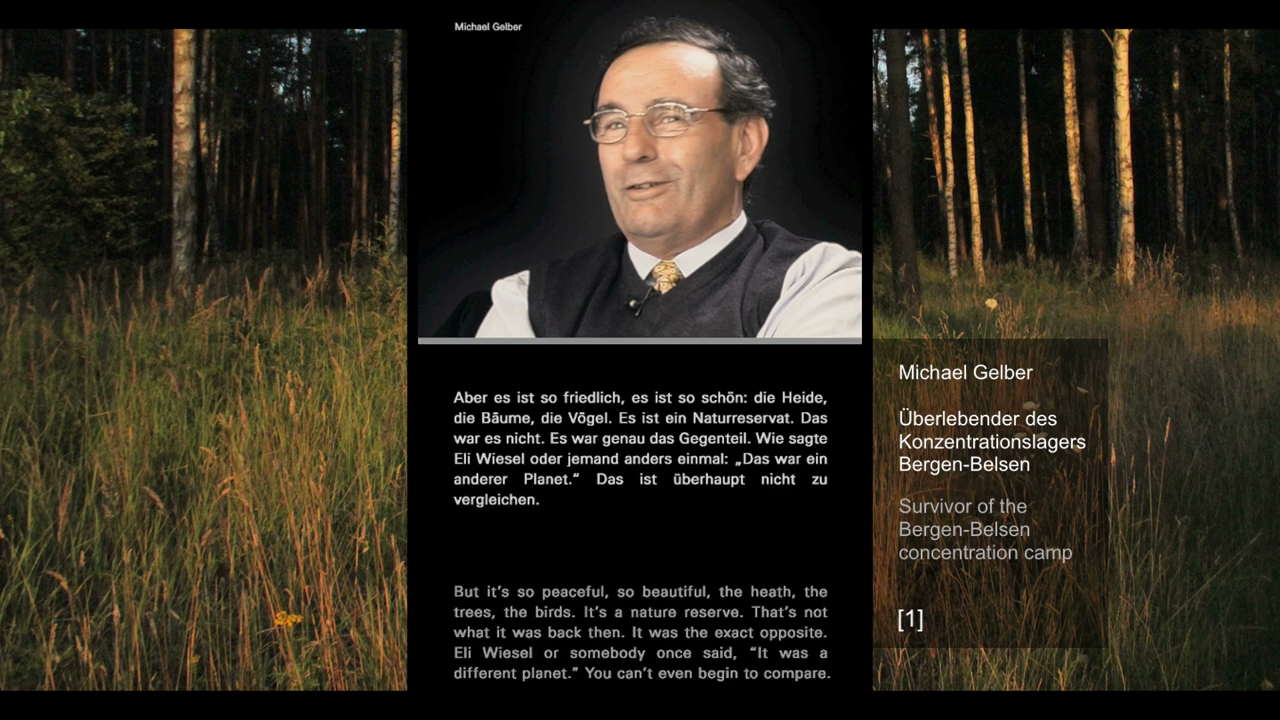 Michael Gelber
Aber es ist so friedlich, es ist so schön: die Heide,
die Bäume, die Vögel. Es ist ein Naturreservat. Das
war es nicht. Es war genau das Gegenteil. Wie sagte
Eli Wiesel oder jemand anders einmal: „Das war ein
anderer Planet.“ Das ist überhaupt nicht zu
vergleichen.
But it’s so peaceful, so beautiful, the heath, the
trees, the birds. It’s a nature reserve. That’s not
what it was back then. It was the exact opposite.
Eli Wiesel or somebody once said, “It was a
different planet.” You can’t even begin to compare.
Michael Gelber
Überlebender des
Konzentrationslagers
Bergen-Belsen
Survivor of the
Bergen-Belsen
concentration camp
[1]